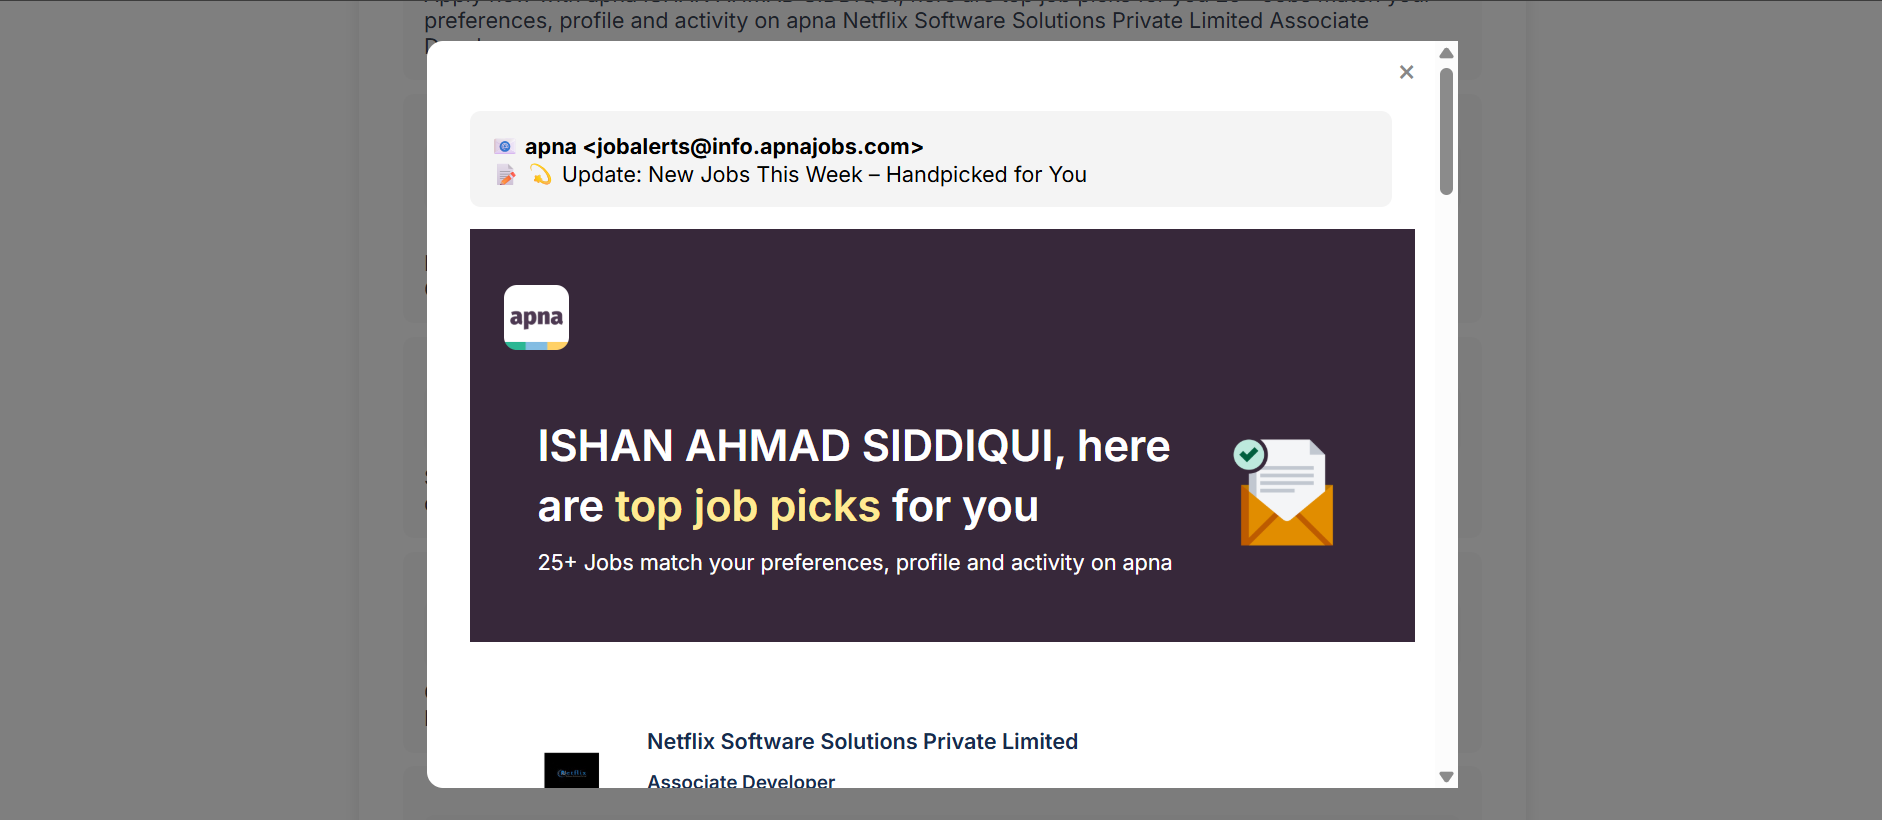 preferences, profile and activity on apna Netflix Software Solutions Private Limited Associate
×
apna <jobalerts@info.apnajobs.com>
Update: New Jobs This Week – Handpicked for You
apna
ISHAN AHMAD SIDDIQUI, here
are top job picks for you
25+ Jobs match your preferences, profile and activity on apna
Netflix Software Solutions Private Limited
Netflix
Associate Developer